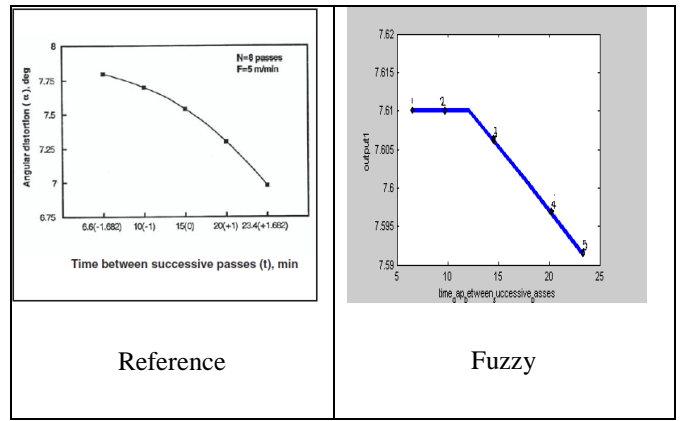 8
7.75
7.5
7.25
7
6.75
Angular distortion ( α ), deg
N=8 passes
F=5 m/min
6.6(-1.682) 10(-1) 15(0) 20(+1) 23.4(+1.682)
Time between successive passes (t), min
Reference
7.62
7.615
7.61
7.605
7.6
7.595
7.59
output1
1
2
3
4
5
5 10 15 20 25
time_gap_between_successive_passes
Fuzzy